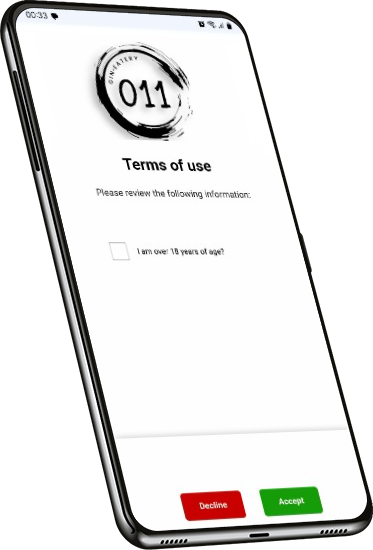 00:33
GIN-EATERY
011
Terms of use
Please review the following information:
I am over 18 years of age?
Decline
Accept